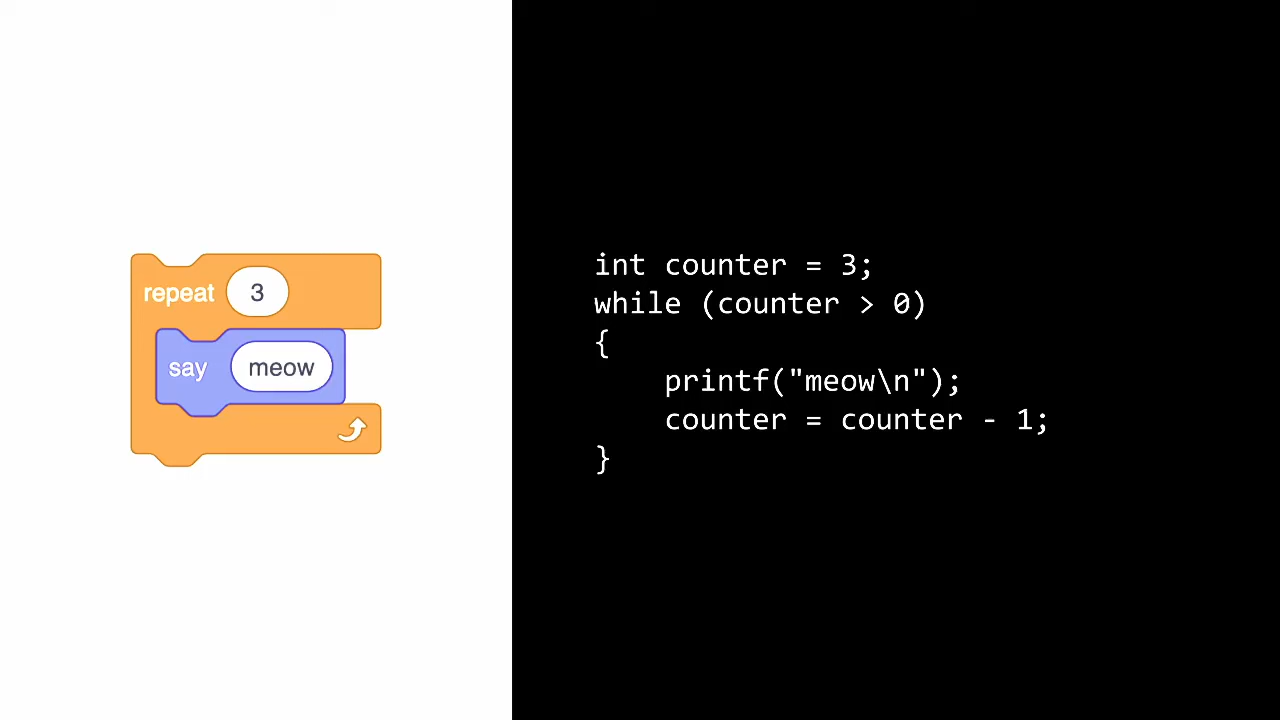 repeat 3
say meow
int counter = 3;
while (counter > 0)
{
    printf("meow\n");
    counter = counter - 1;
}